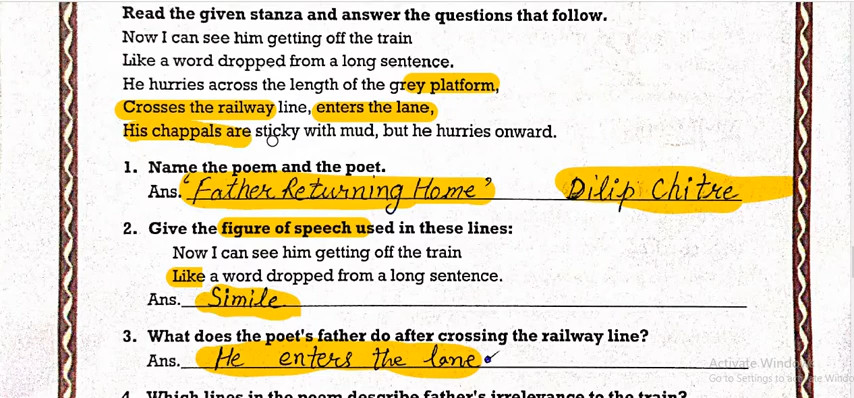 Read the given stanza and answer the questions that follow.
Now I can see him getting off the train
Like a word dropped from a long sentence.
He hurries across the length of the grey platform,
Crosses the railway line, enters the lane,
His chappals are sticky with mud, but he hurries onward.
1. Name the poem and the poet.
Ans. "Father Returning Home" Dilip Chitre
2. Give the figure of speech used in these lines:
Now I can see him getting off the train
Like a word dropped from a long sentence.
Ans. Simile
3. What does the poet's father do after crossing the railway line?
Ans. He enters the lane.
Activate Windows
Go to Settings to activate Windo
4. Which lines in the poem describe father's irrelevance to the train?